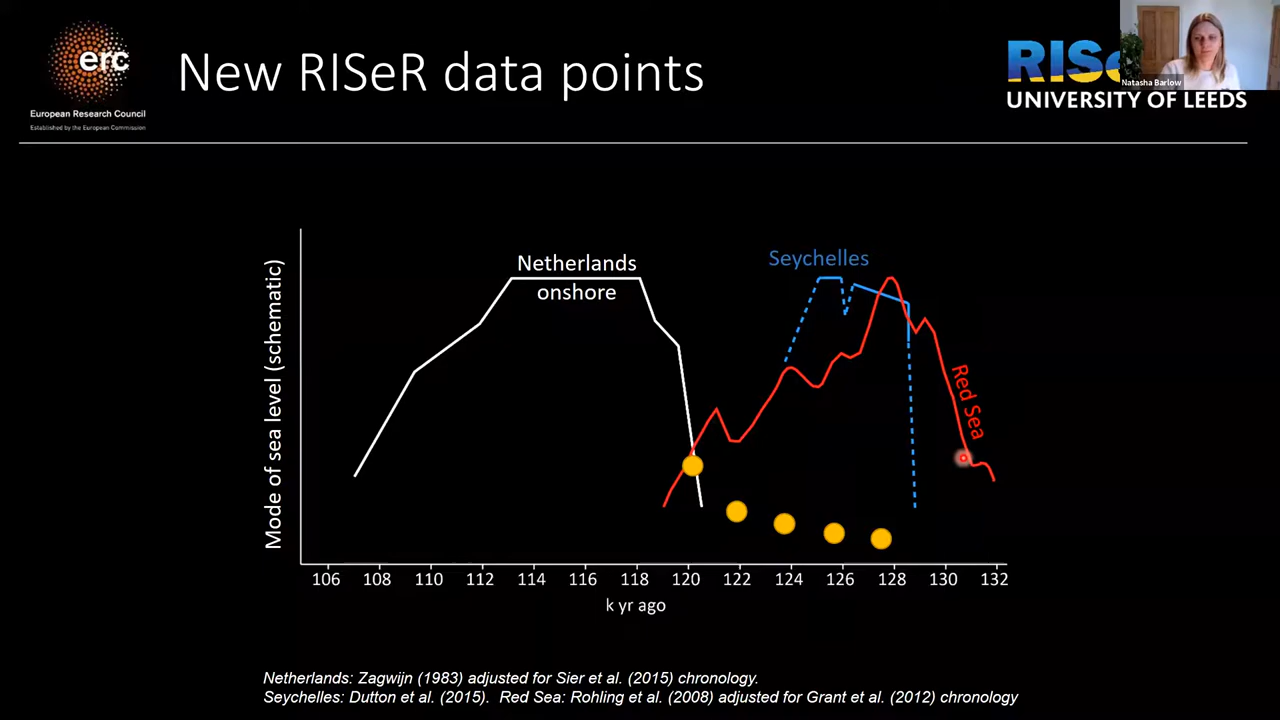 erc
European Research Council
Established by the European Commission
New RISeR data points
RISe
UNIVERSITY OF LEEDS
Natasha Barlow
Mode of sea level (schematic)
Netherlands
onshore
Seychelles
Red Sea
106 108 110 112 114 116 118 120 122 124 126 128 130 132
k yr ago
Netherlands: Zagwijn (1983) adjusted for Sier et al. (2015) chronology.
Seychelles: Dutton et al. (2015). Red Sea: Rohling et al. (2008) adjusted for Grant et al. (2012) chronology